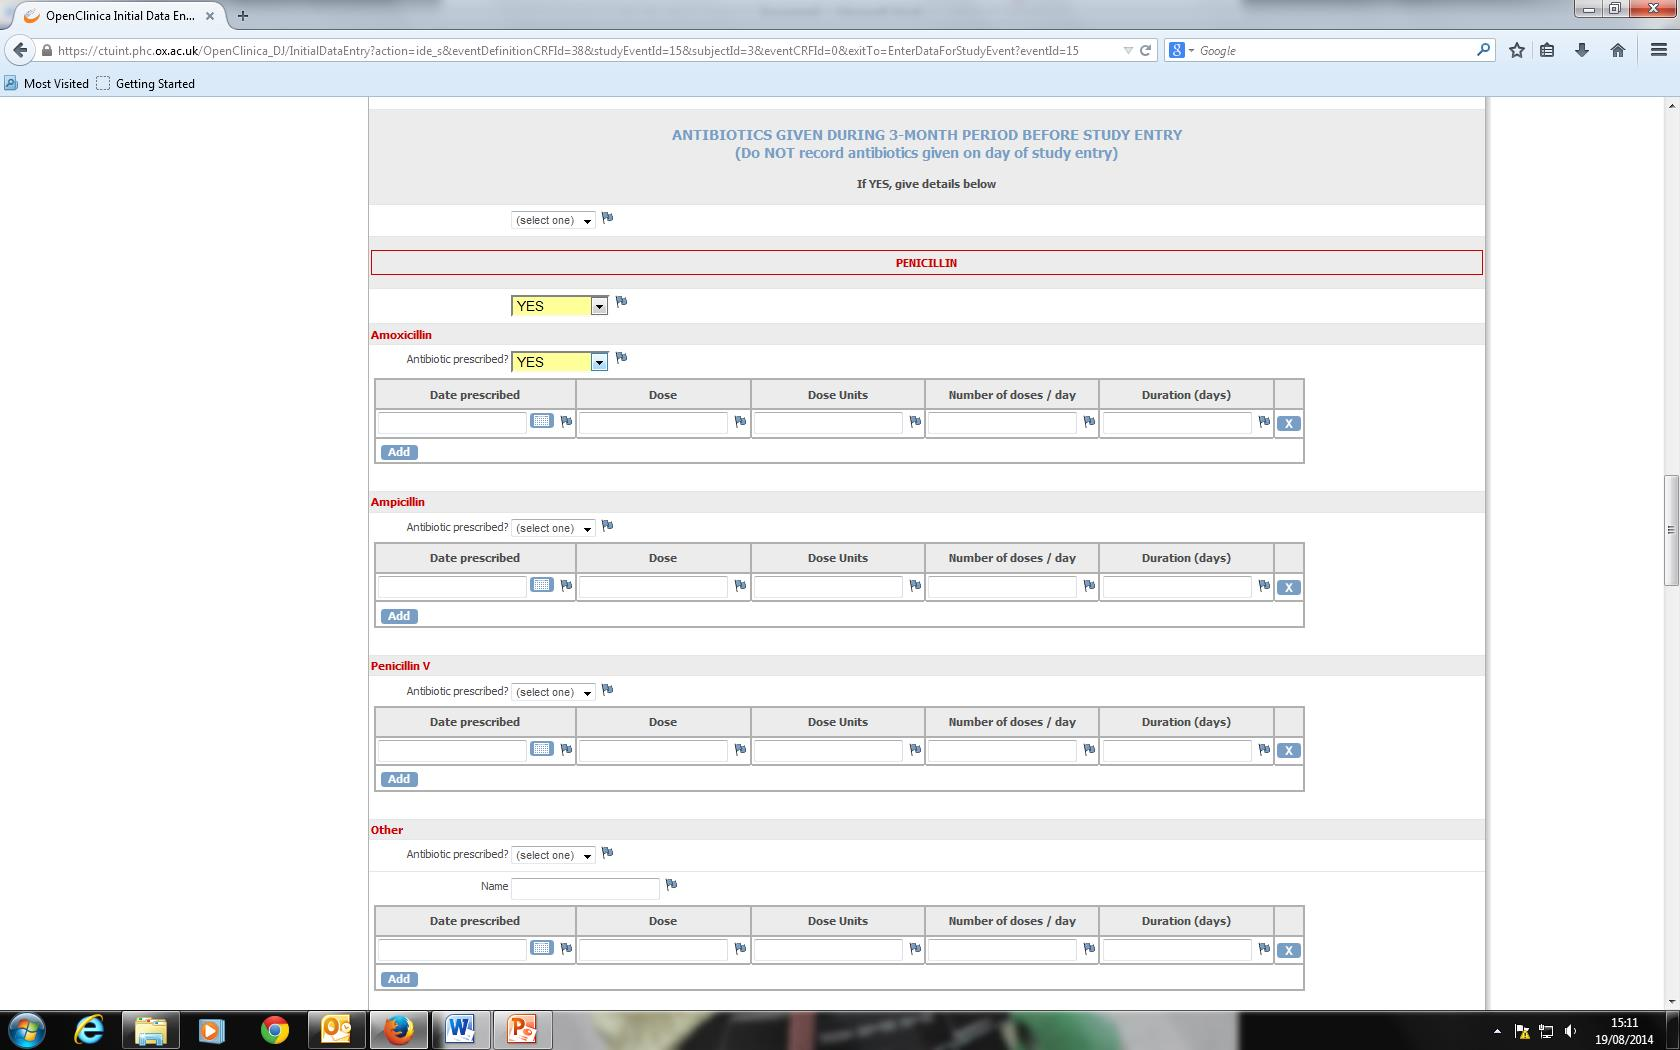 OpenClinica Initial Data En...
https://ctuint.phc.ox.ac.uk/OpenClinica_DJ/InitialDataEntry?action=ide_s&eventDefinitionCRFId=38&studyEventId=15&subjectId=3&eventCRFId=0&exitTo=EnterDataForStudyEvent?eventId=15
Google
Most Visited Getting Started
ANTIBIOTICS GIVEN DURING 3-MONTH PERIOD BEFORE STUDY ENTRY
(Do NOT record antibiotics given on day of study entry)
If YES, give details below
(select one)
PENICILLIN
YES
Amoxicillin
Antibiotic prescribed? YES
Date prescribed Dose Dose Units Number of doses / day Duration (days)
X
Add
Ampicillin
Antibiotic prescribed? (select one)
Date prescribed Dose Dose Units Number of doses / day Duration (days)
X
Add
Penicillin V
Antibiotic prescribed? (select one)
Date prescribed Dose Dose Units Number of doses / day Duration (days)
X
Add
Other
Antibiotic prescribed? (select one)
Name
Date prescribed Dose Dose Units Number of doses / day Duration (days)
X
Add
15:11
19/08/2014